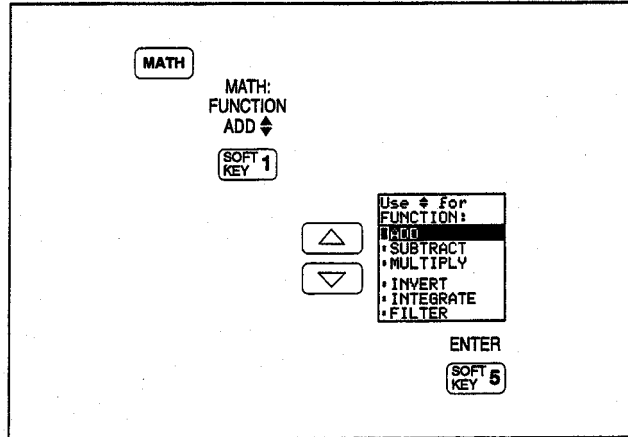 MATH
MATH:
FUNCTION
ADD
SOFT KEY 1
Use for
FUNCTION:
ADD
SUBTRACT
MULTIPLY
INVERT
INTEGRATE
FILTER
ENTER
SOFT KEY 5